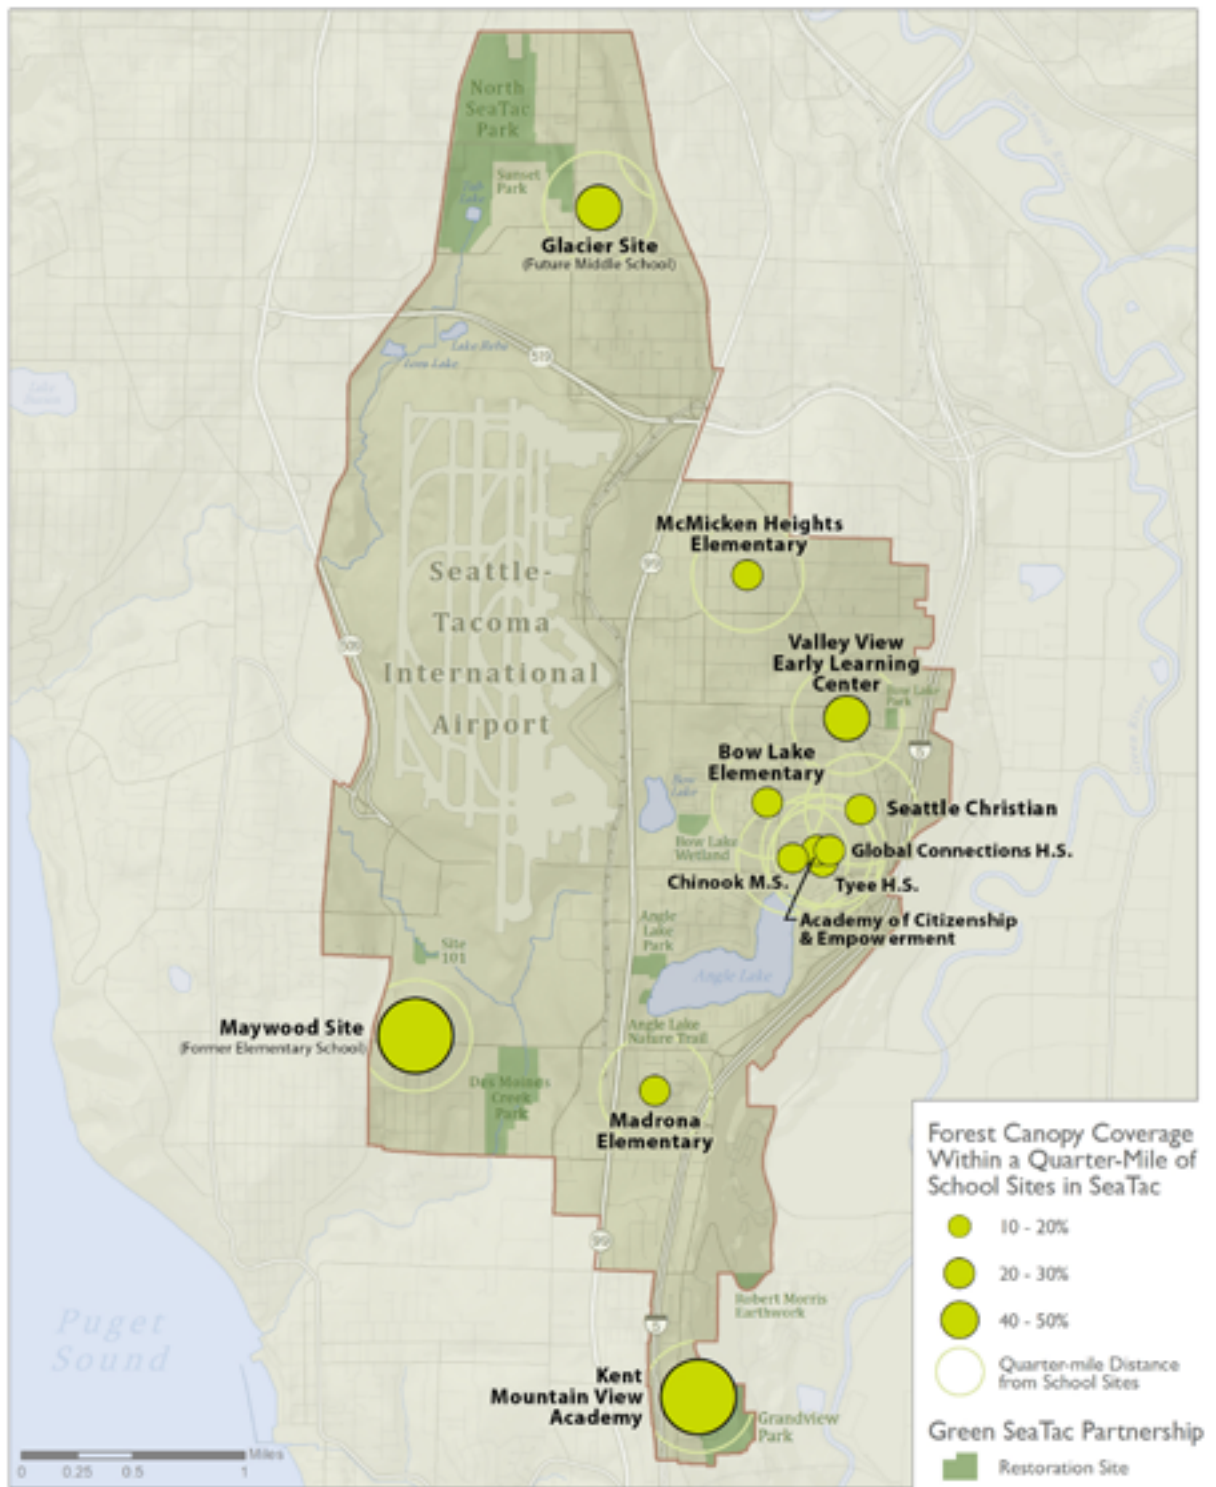 North
SeaTac
Park
Sunset
Park
Tub
Lake
Glacier Site
(Future Middle School)
Lake Reba
Lora Lake
519
McMicken Heights
Elementary
99
Seattle-
Tacoma
International
Airport
509
Valley View
Early Learning
Center
Bow Lake
Park
5
Bow Lake
Elementary
Bow
Lake
Seattle Christian
Bow Lake
Wetland
Global Connections H.S.
Chinook M.S.
Tyee H.S.
Academy of Citizenship
& Empowerment
Angle
Lake
Park
Site
101
Angle Lake
Maywood Site
(Former Elementary School)
Angle Lake
Nature Trail
Des Moines
Creek
Park
Madrona
Elementary
99
Robert Morris
Earthwork
5
Puget
Sound
Kent
Mountain View
Academy
Grandview
Park
Miles
0 0.25 0.5 1
Forest Canopy Coverage
Within a Quarter-Mile of
School Sites in SeaTac
10 - 20%
20 - 30%
40 - 50%
Quarter-mile Distance
from School Sites
Green SeaTac Partnership
Restoration Site